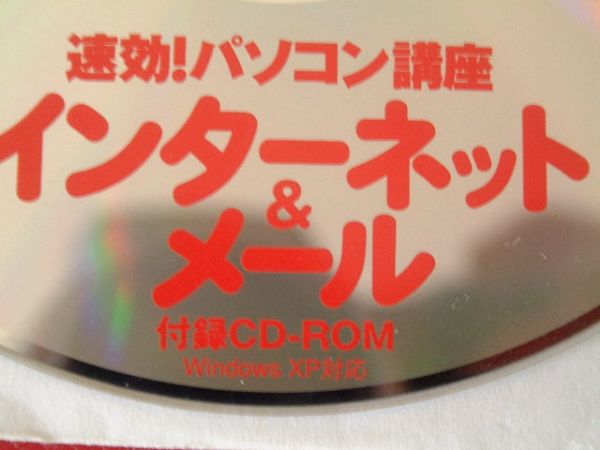 速効!パソコン講座
インターネット
&
メール
付録CD-ROM
Windows XP対応